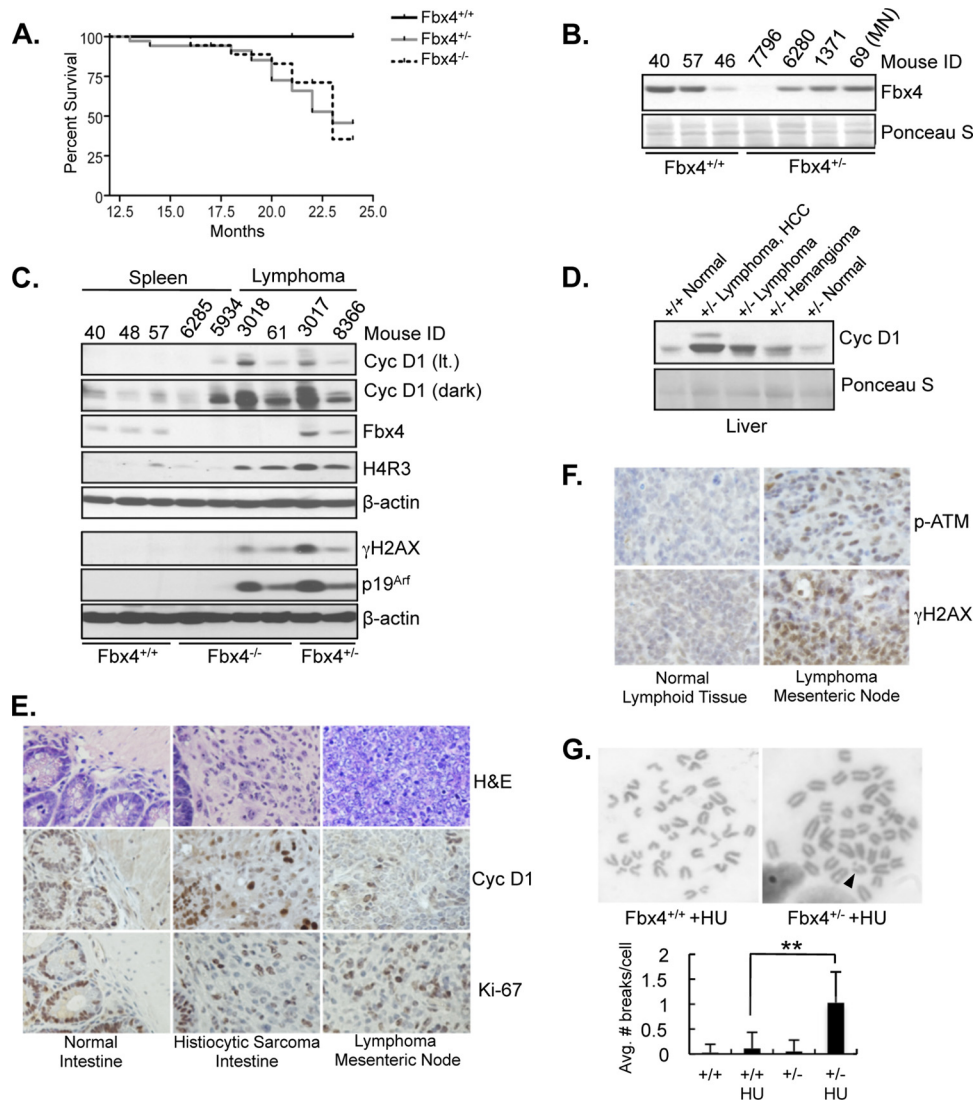 A.
Fbx4+/+
Fbx4+/-
Fbx4-/-
Percent Survival
100
75
50
25
0
12.5 15.0 17.5 20.0 22.5 25.0
Months
B.
40 57 46 7796 6280 1371 69 (MN) Mouse ID
Fbx4
Ponceau S
Fbx4+/+ Fbx4+/-
C.
Spleen Lymphoma
40 48 57 6285 5934 3018 61 3017 8366 Mouse ID
Cyc D1 (lt.)
Cyc D1 (dark)
Fbx4
H4R3
β-actin
γH2AX
p19Arf
β-actin
Fbx4+/+ Fbx4-/- Fbx4+/-
D.
+/+ Normal
+/- Lymphoma, HCC
+/- Lymphoma
+/- Hemangioma
+/- Normal
Cyc D1
Ponceau S
Liver
E.
H&E
Cyc D1
Ki-67
Normal Intestine
Histiocytic Sarcoma Intestine
Lymphoma Mesenteric Node
F.
p-ATM
γH2AX
Normal Lymphoid Tissue
Lymphoma Mesenteric Node
G.
Fbx4+/+ +HU Fbx4+/- +HU
Avg. # breaks/cell
2
1.5
1
0.5
0
**
+/+ +/+ HU +/- +/- HU